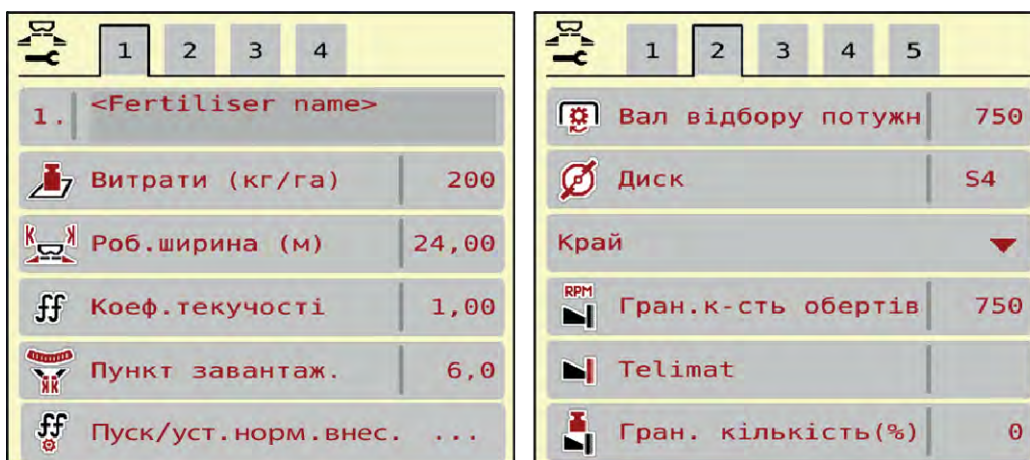 1 2 3 4
1. <Fertiliser name>
Витрати (кг/га) 200
Роб.ширина (м) 24,00
Коеф.текучості 1,00
Пункт завантаж. 6,0
Пуск/уст.норм.внес. ...
1 2 3 4 5
Вал відбору потужн 750
Диск S4
Край
RPM
Гран.к-сть обертів 750
Telimat
Гран. кількість(%) 0